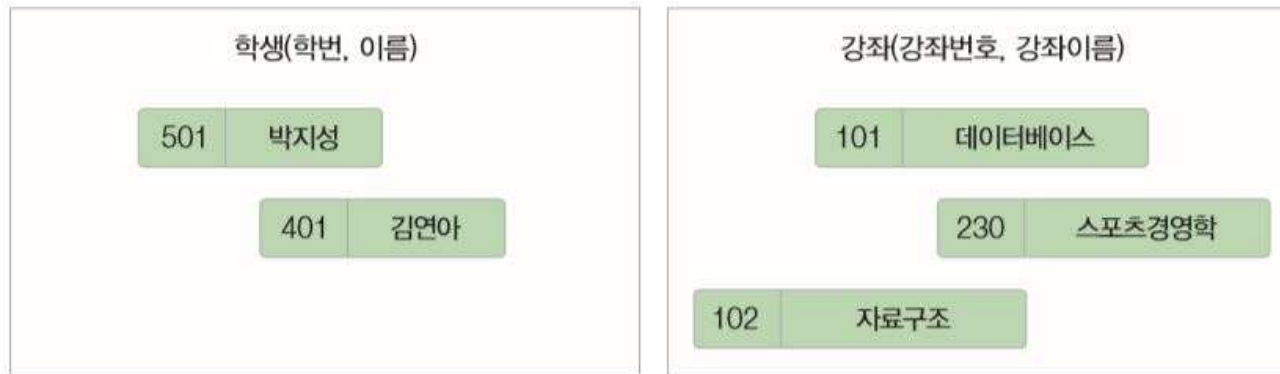 학생(학번, 이름)
501 박지성
401 김연아
강좌(강좌번호, 강좌이름)
101 데이터베이스
230 스포츠경영학
102 자료구조